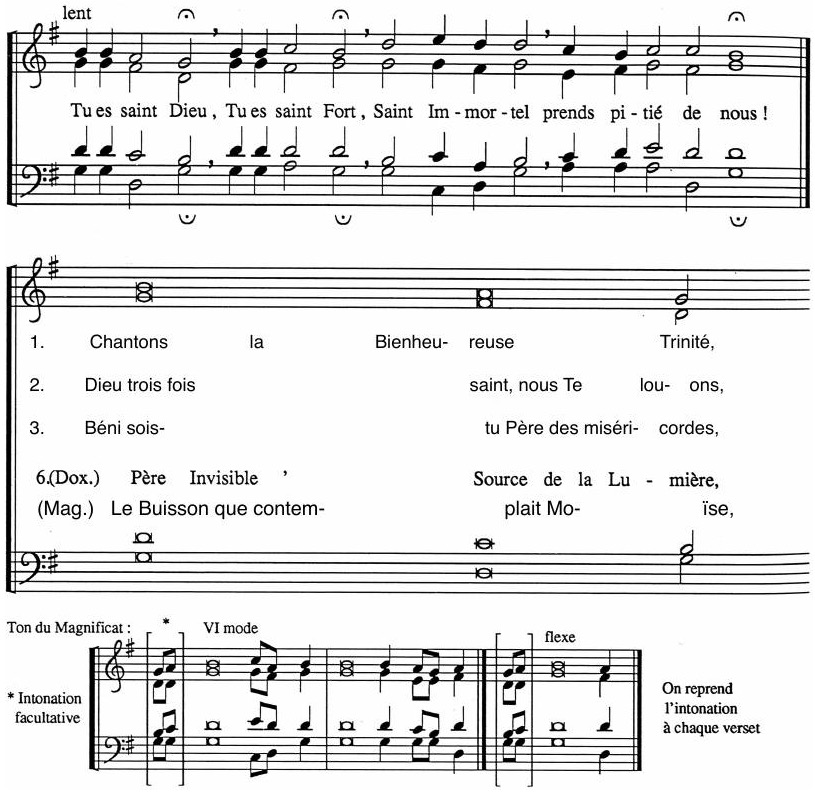 lent
Tu es saint Dieu, Tu es saint Fort, Saint Im - mor - tel prends pi - tié de nous !
1. Chantons la Bienheu- reuse Trinité,
2. Dieu trois fois saint, nous Te lou- ons,
3. Béni sois- tu Père des miséri- cordes,
6.(Dox.) Père Invisible ’ Source de la Lu - mière,
(Mag.) Le Buisson que contem- plait Mo- ïse,
Ton du Magnificat : * VI mode flexe
* Intonation facultative
On reprend
l'intonation
à chaque verset